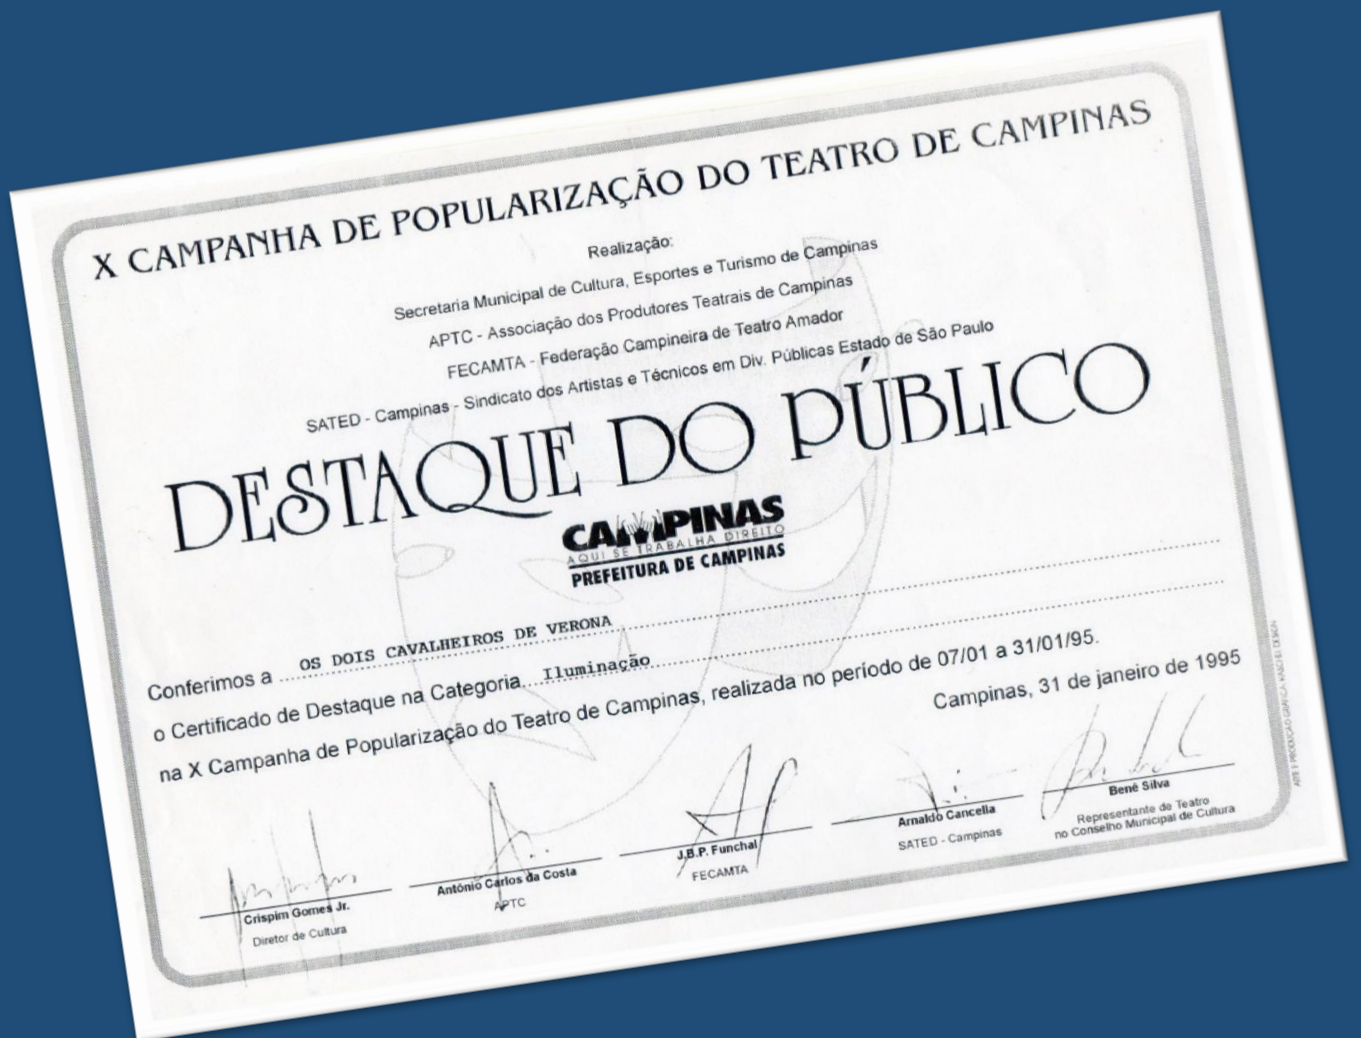 X CAMPANHA DE POPULARIZAÇÃO DO TEATRO DE CAMPINAS
Realização:
Secretaria Municipal de Cultura, Esportes e Turismo de Campinas
APTC - Associação dos Produtores Teatrais de Campinas
FECAMTA - Federação Campineira de Teatro Amador
SATED - Campinas - Sindicato dos Artistas e Técnicos em Div. Públicas Estado de São Paulo
DESTAQUE DO PÚBLICO
CAMPINAS
AQUI SE TRABALHA DIREITO
PREFEITURA DE CAMPINAS
Conferimos a OS DOIS CAVALHEIROS DE VERONA
o Certificado de Destaque na Categoria Iluminação
na X Campanha de Popularização do Teatro de Campinas, realizada no período de 07/01 a 31/01/95.
Campinas, 31 de janeiro de 1995
Crispim Gomes Jr.
Diretor de Cultura
Antônio Carlos da Costa
APTC
J.B.P. Funchal
FECAMTA
Arnaldo Cancella
SATED - Campinas
Benê Silva
Representante de Teatro
no Conselho Municipal de Cultura
ARTE E PRODUÇÃO GRÁFICA